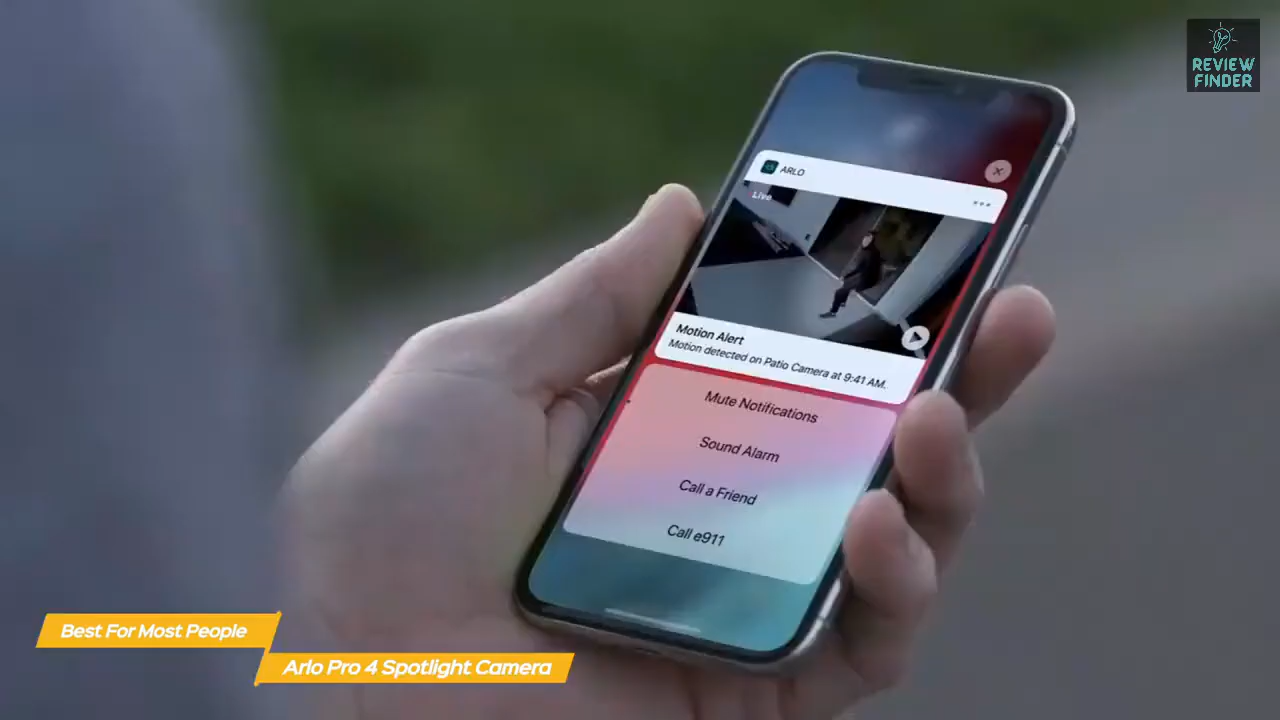 REVIEW
FINDER
ARLO
Live
Motion Alert
Motion detected on Patio Camera at 9:41 AM.
Mute Notifications
Sound Alarm
Call a Friend
Call e911
Best For Most People
Arlo Pro 4 Spotlight Camera